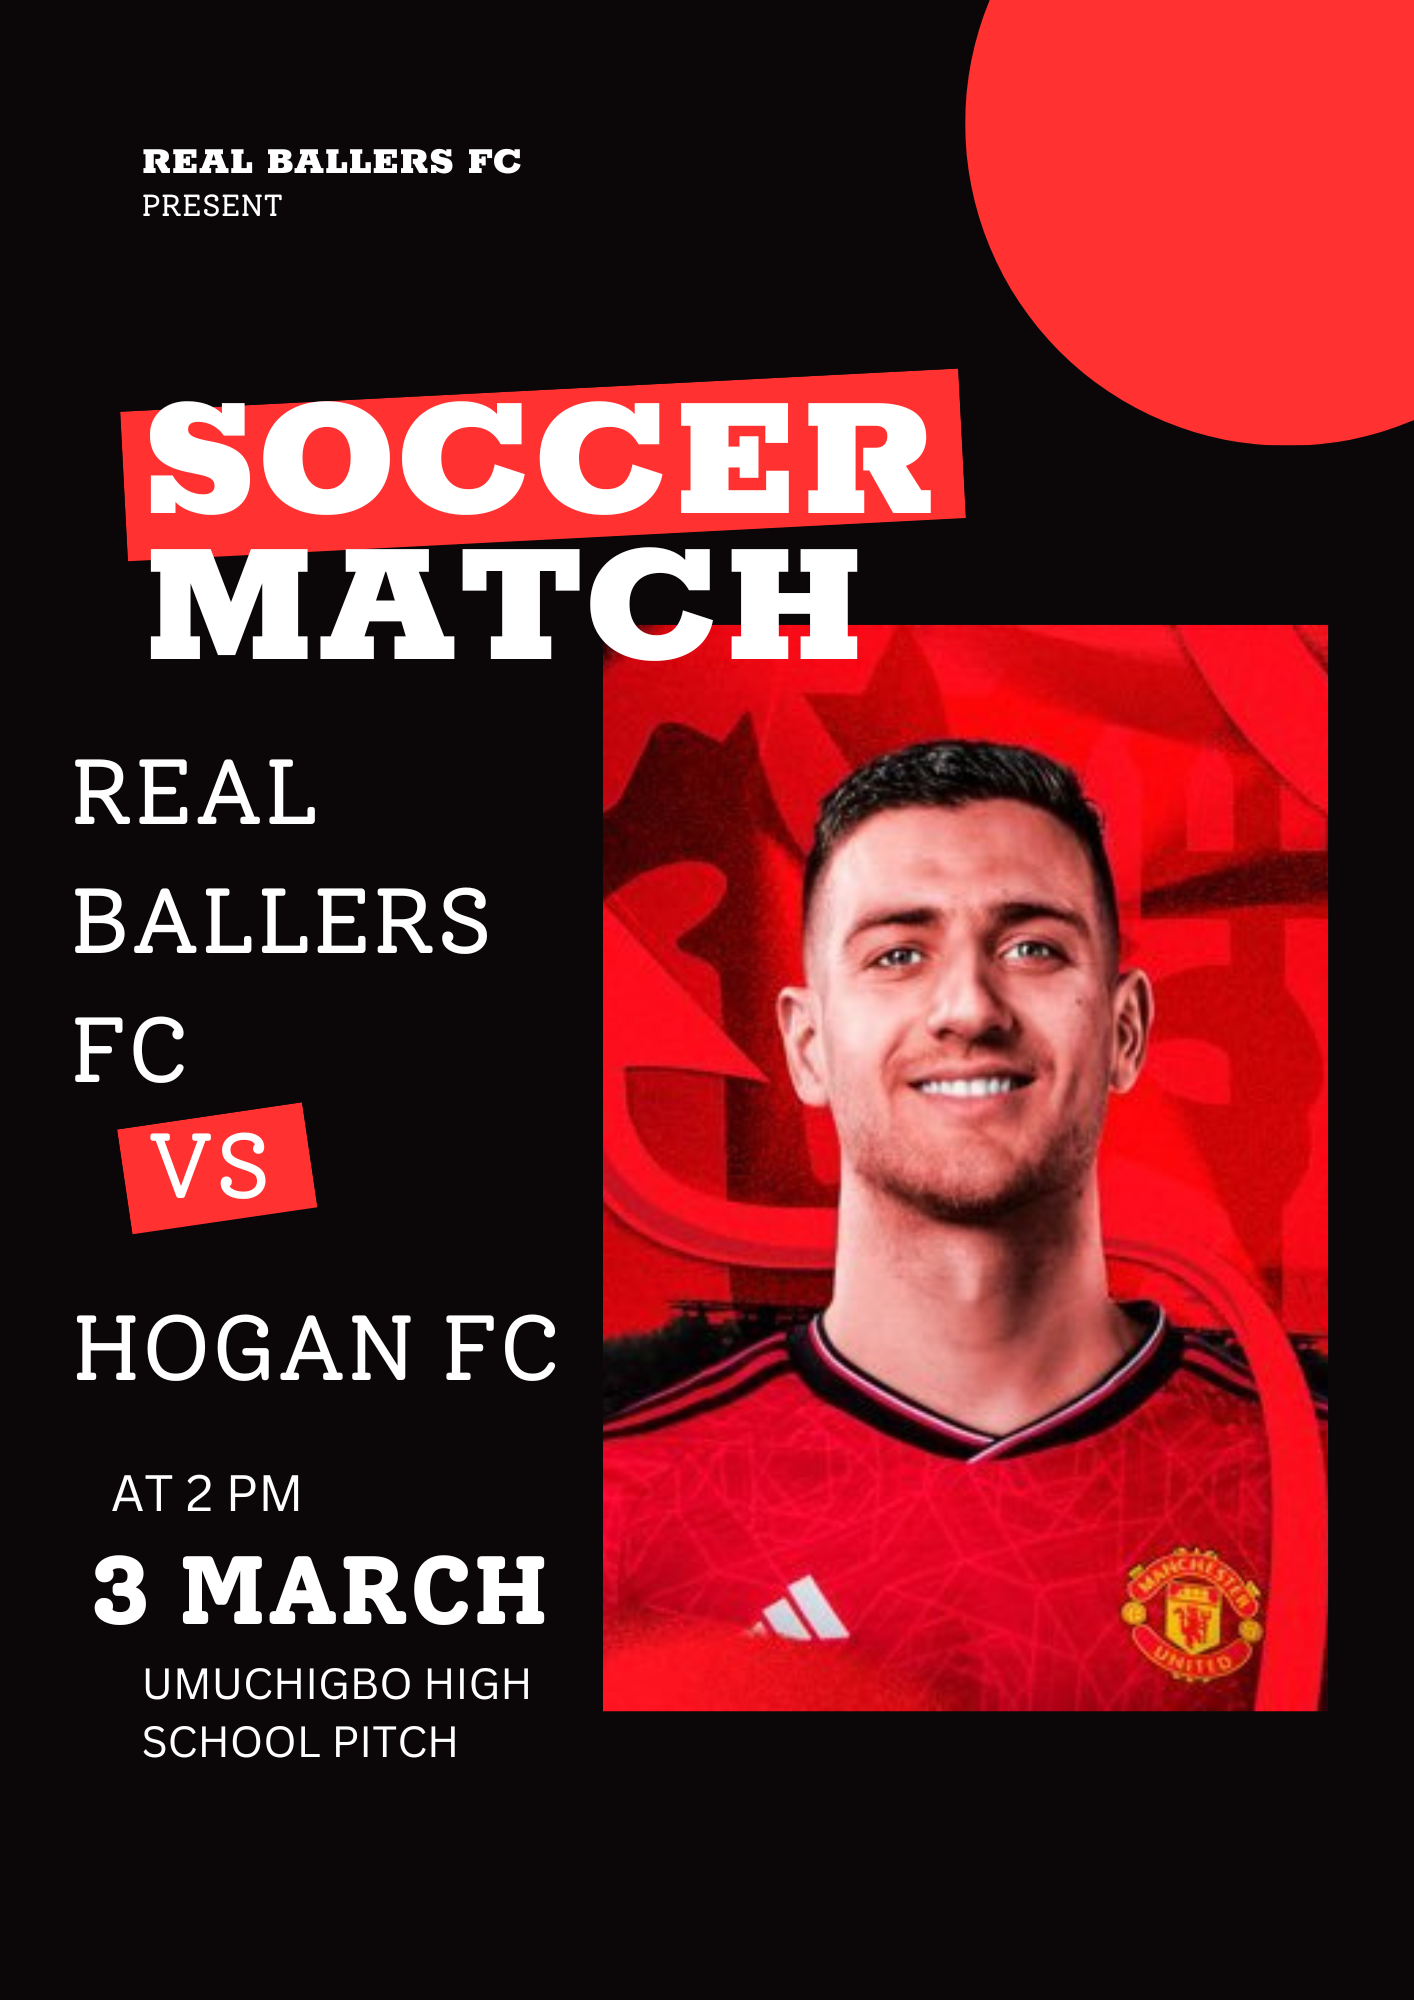 REAL BALLERS FC
PRESENT
SOCCER
MATCH
REAL
BALLERS
FC
VS
HOGAN FC
AT 2 PM
3 MARCH
UMUCHIGBO HIGH
SCHOOL PITCH
MANCHESTER
UNITED